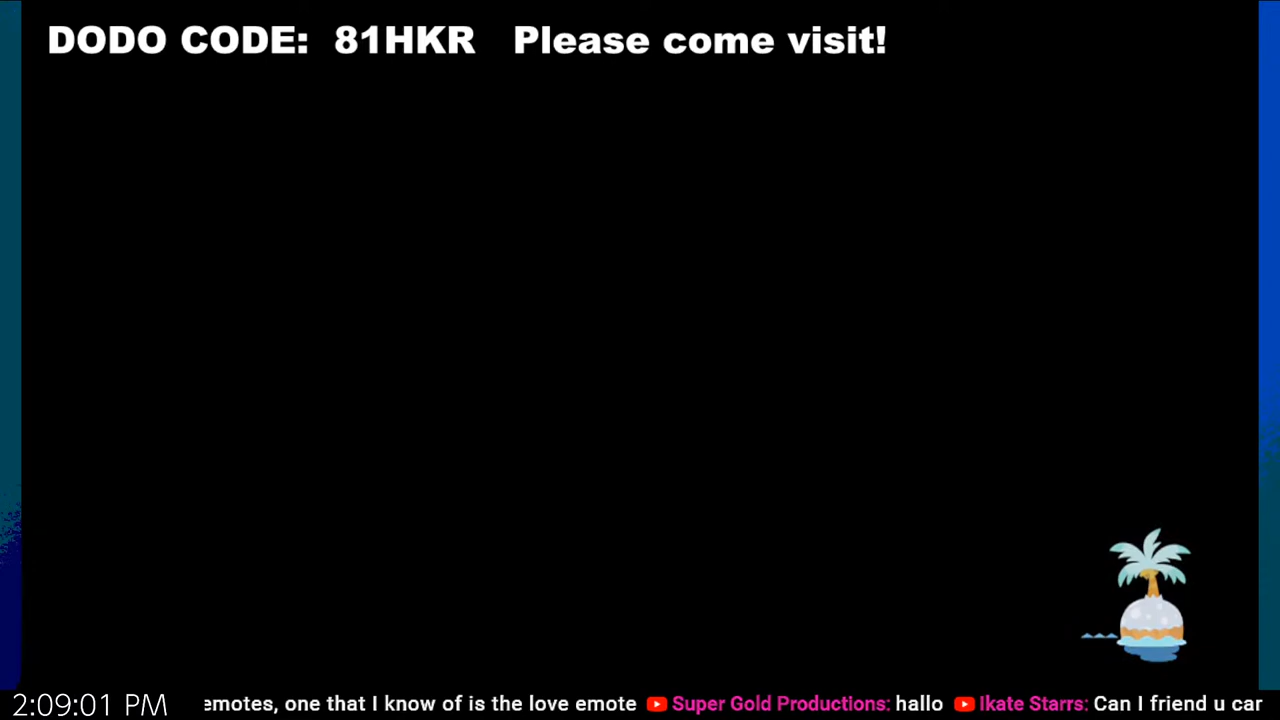 DODO CODE: 81HKR Please come visit!
2:09:01 PM emotes, one that I know of is the love emote Super Gold Productions: hallo Ikate Starrs: Can I friend u car